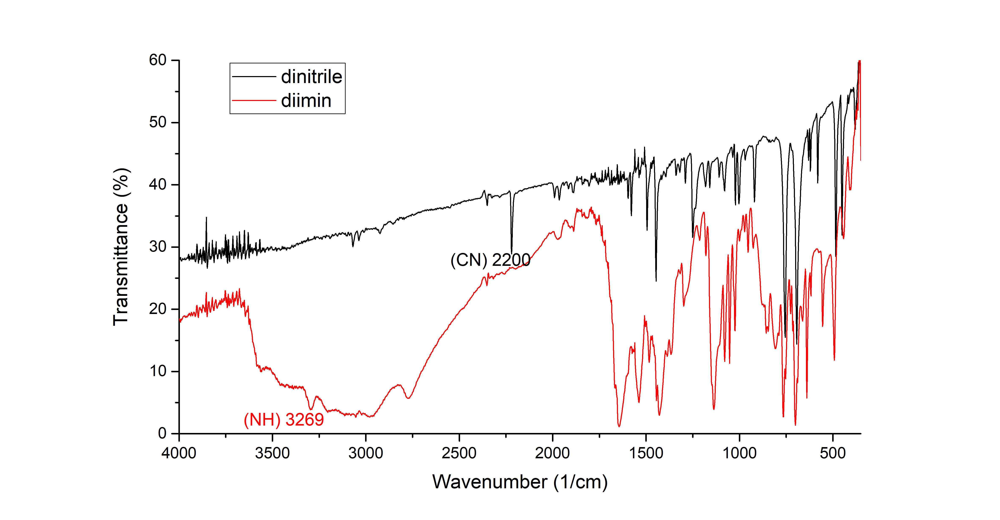 60
50
40
30
20
10
0
Transmittance (%)
dinitrile
diimin
(CN) 2200
(NH) 3269
4000 3500 3000 2500 2000 1500 1000 500
Wavenumber (1/cm)